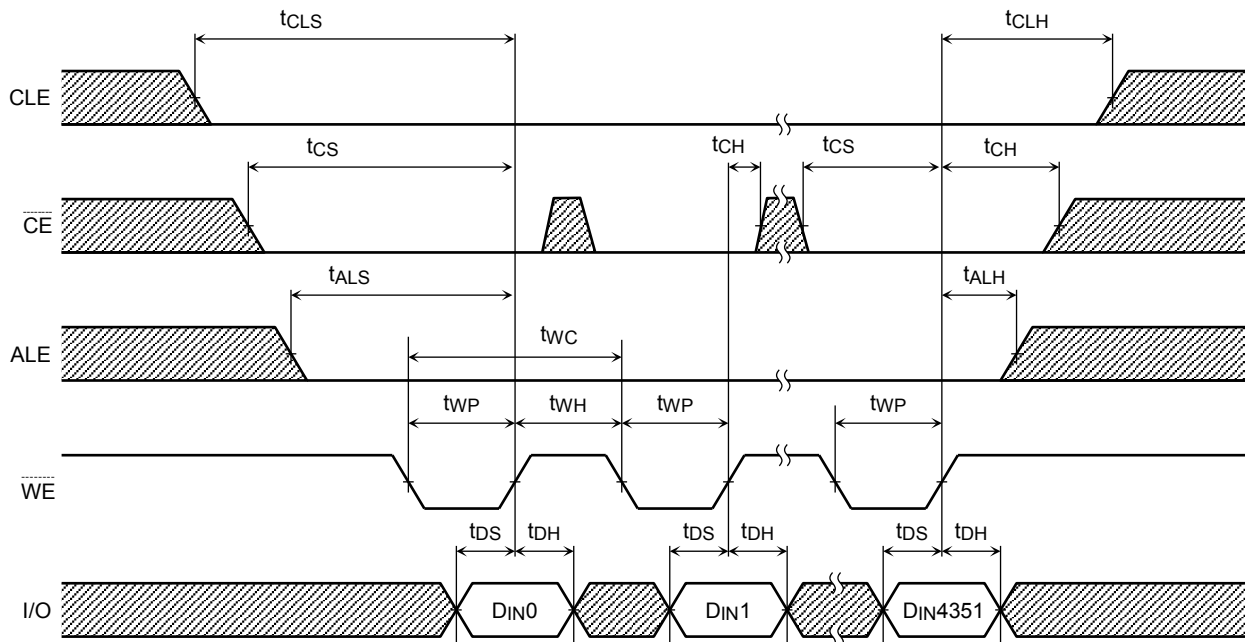 tCLS
tCLH
CLE
tCS
tCH
tCS
tCH
CE
tALS
tALH
tWC
ALE
tWP
tWH
tWP
tWP
WE
tDS
tDH
tDS
tDH
tDS
tDH
I/O
DIN0
DIN1
DIN4351